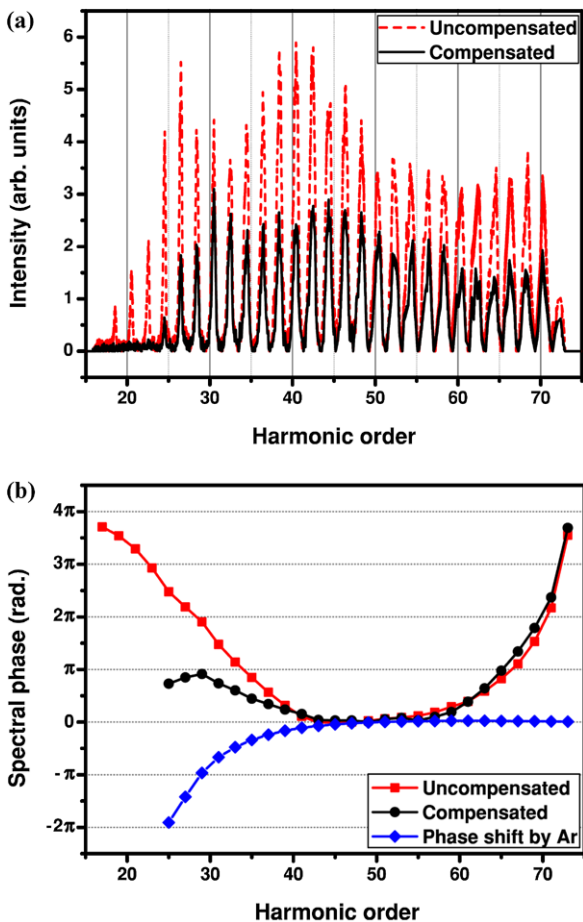 (a)
Uncompensated
Compensated
6
5
4
3
2
1
0
Intensity (arb. units)
20 30 40 50 60 70
Harmonic order
(b)
4π
3π
2π
π
0
-π
-2π
Spectral phase (rad.)
Uncompensated
Compensated
Phase shift by Ar
20 30 40 50 60 70
Harmonic order